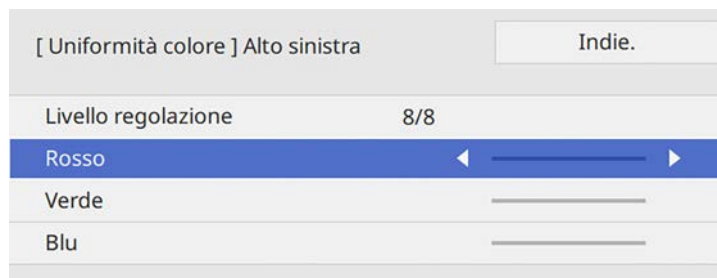 [ Uniformità colore ] Alto sinistra
Indie.
Livello regolazione 8/8
Rosso
Verde
Blu